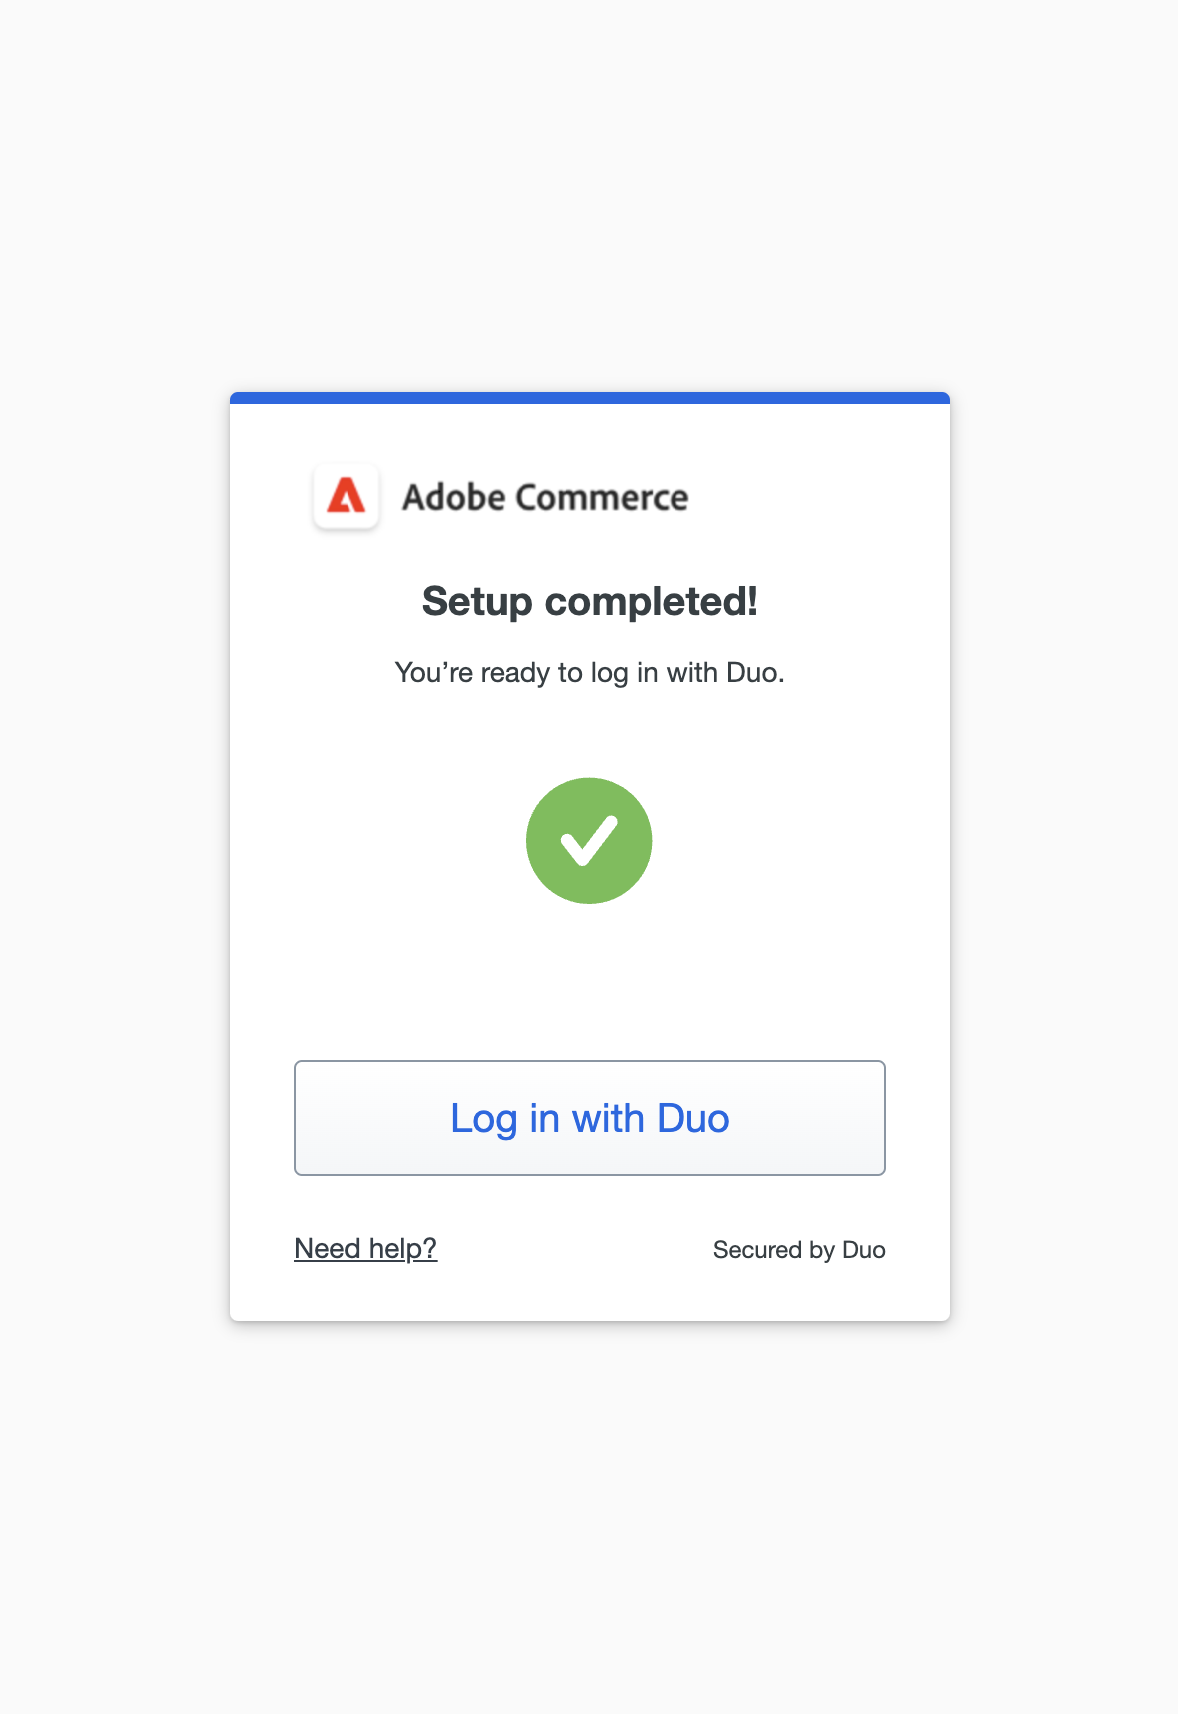 Adobe Commerce
Setup completed!
You’re ready to log in with Duo.
Log in with Duo
Need help?
Secured by Duo